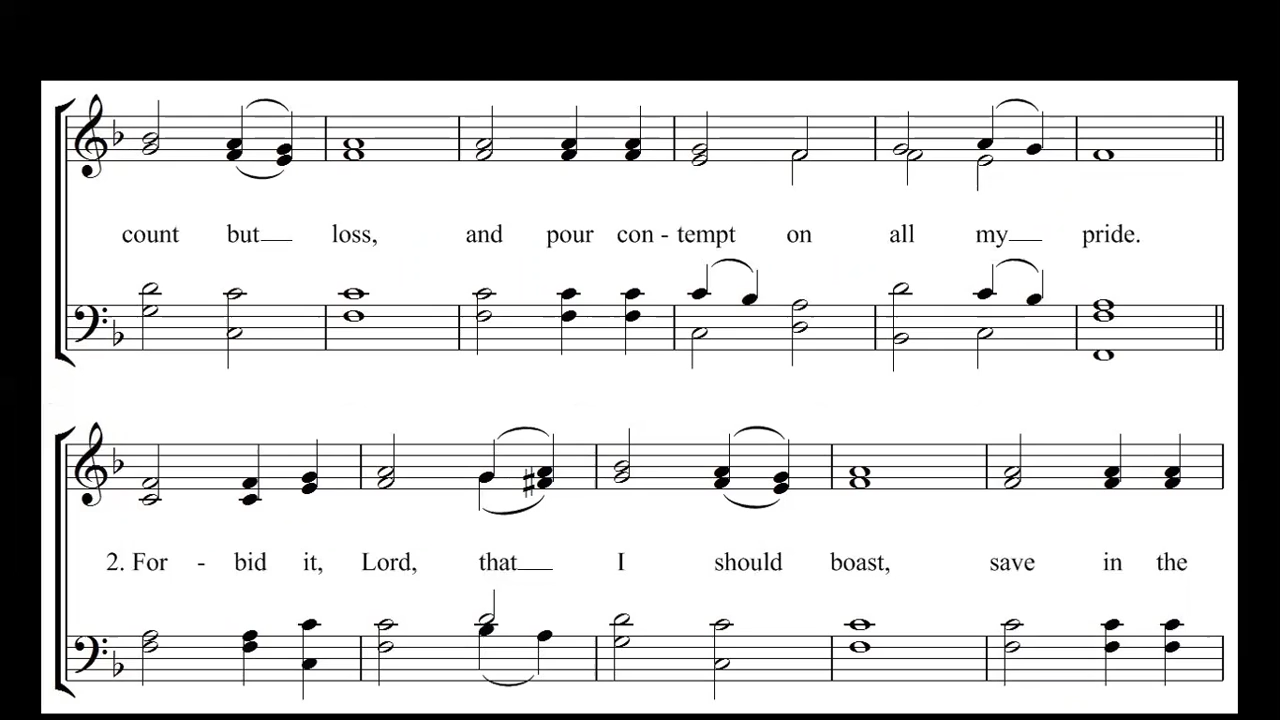 count but loss, and pour con - tempt on all my pride.
2. For - bid it, Lord, that I should boast, save in the